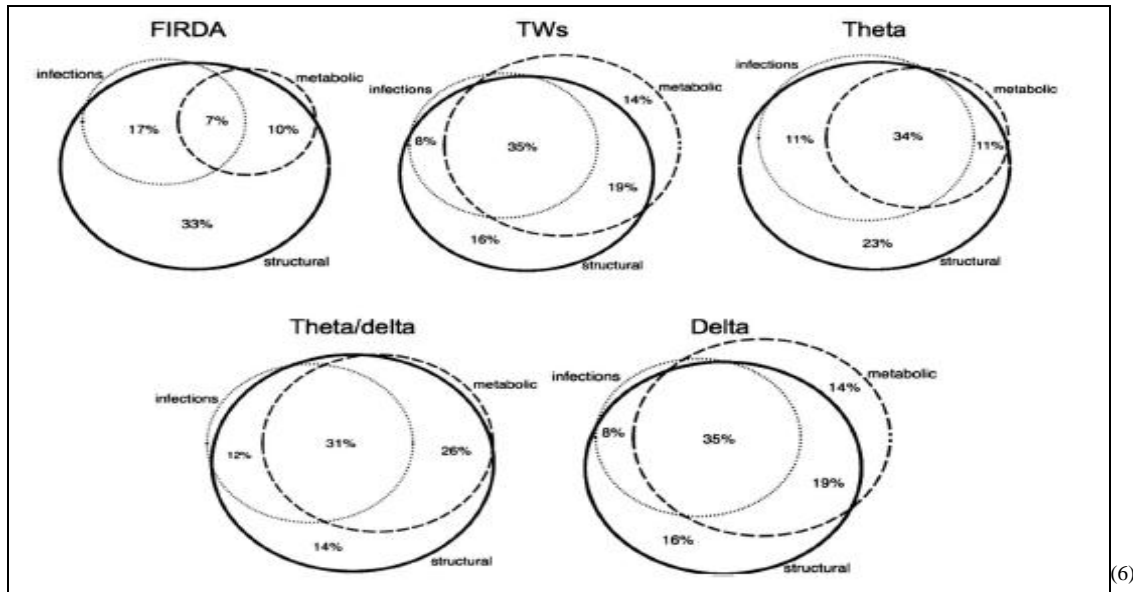 FIRDA
infections
metabolic
17%
7%
10%
33%
structural
TWs
infections
metabolic
14%
8%
35%
19%
16%
structural
Theta
infections
metabolic
11%
34%
11%
23%
structural
Theta/delta
infections
metabolic
12%
31%
26%
14%
structural
Delta
infections
metabolic
14%
8%
35%
19%
16%
structural
(6)